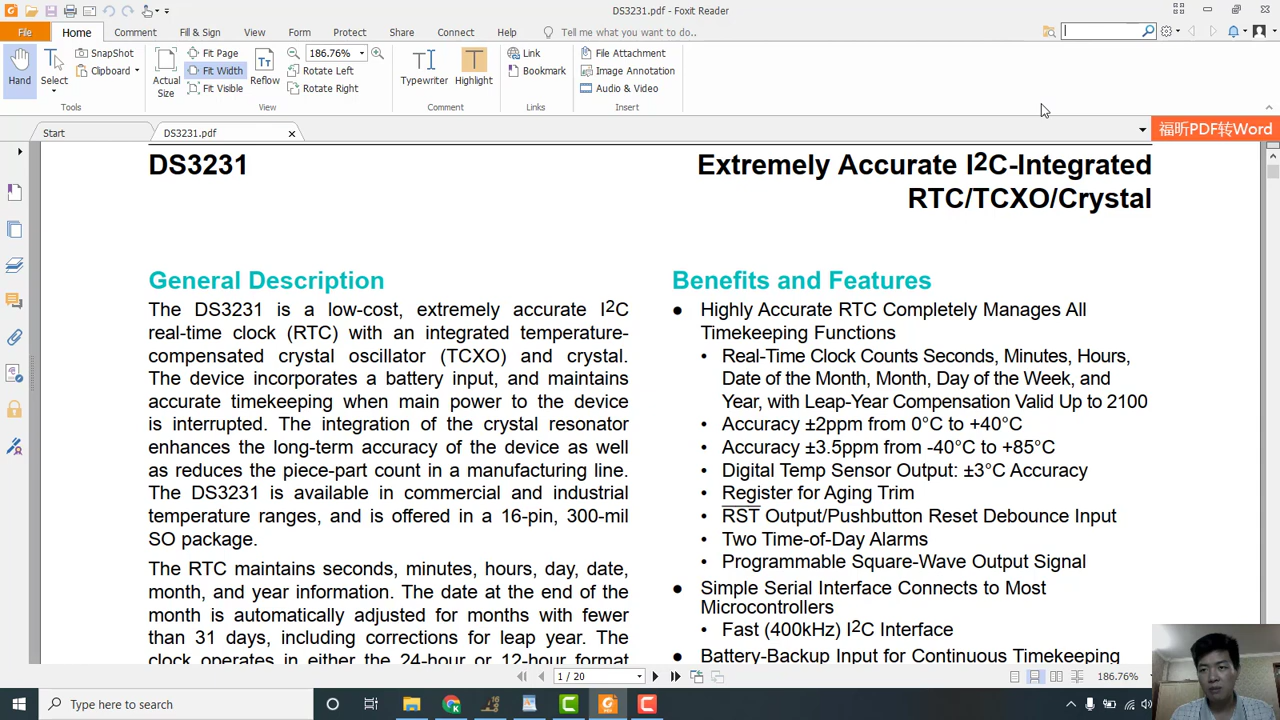 DS3231.pdf - Foxit Reader
File
Home
Comment
Fill & Sign
View
Form
Protect
Share
Connect
Help
Tell me what you want to do..
Hand
Select
SnapShot
Clipboard
Tools
Actual
Size
Fit Page
Fit Width
Fit Visible
Reflow
186.76%
Rotate Left
Rotate Right
View
Typewriter
Highlight
Comment
Link
Bookmark
Links
File Attachment
Image Annotation
Audio & Video
Insert
Start
DS3231.pdf
福昕PDF转Word
DS3231
Extremely Accurate I2C-Integrated
RTC/TCXO/Crystal
General Description
The DS3231 is a low-cost, extremely accurate I2C
real-time clock (RTC) with an integrated temperature-
compensated crystal oscillator (TCXO) and crystal.
The device incorporates a battery input, and maintains
accurate timekeeping when main power to the device
is interrupted. The integration of the crystal resonator
enhances the long-term accuracy of the device as well
as reduces the piece-part count in a manufacturing line.
The DS3231 is available in commercial and industrial
temperature ranges, and is offered in a 16-pin, 300-mil
SO package.
The RTC maintains seconds, minutes, hours, day, date,
month, and year information. The date at the end of the
month is automatically adjusted for months with fewer
than 31 days, including corrections for leap year. The
clock operates in either the 24-hour or 12-hour format
Benefits and Features
● Highly Accurate RTC Completely Manages All
Timekeeping Functions
• Real-Time Clock Counts Seconds, Minutes, Hours,
Date of the Month, Month, Day of the Week, and
Year, with Leap-Year Compensation Valid Up to 2100
• Accuracy ±2ppm from 0°C to +40°C
• Accuracy ±3.5ppm from -40°C to +85°C
• Digital Temp Sensor Output: ±3°C Accuracy
• Register for Aging Trim
• RST Output/Pushbutton Reset Debounce Input
• Two Time-of-Day Alarms
• Programmable Square-Wave Output Signal
● Simple Serial Interface Connects to Most
Microcontrollers
• Fast (400kHz) I2C Interface
● Battery-Backup Input for Continuous Timekeeping
1 / 20
186.76%
Type here to search